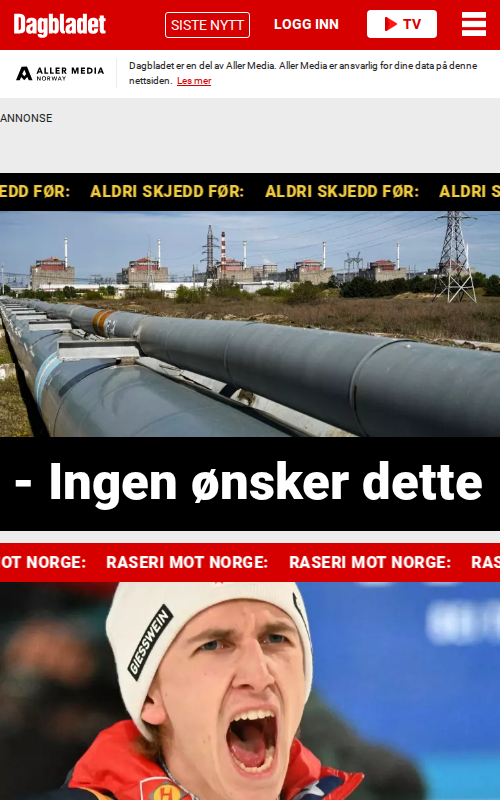 Dagbladet
SISTE NYTT
LOGG INN
TV
ALLER MEDIA
NORWAY
Dagbladet er en del av Aller Media. Aller Media er ansvarlig for dine data på denne
nettsiden. Les mer
ANNONSE
EDD FØR: ALDRI SKJEDD FØR: ALDRI SKJEDD FØR: ALDRI S
- Ingen ønsker dette
OT NORGE: RASERI MOT NORGE: RASERI MOT NORGE: RAS
GIESSWEIN